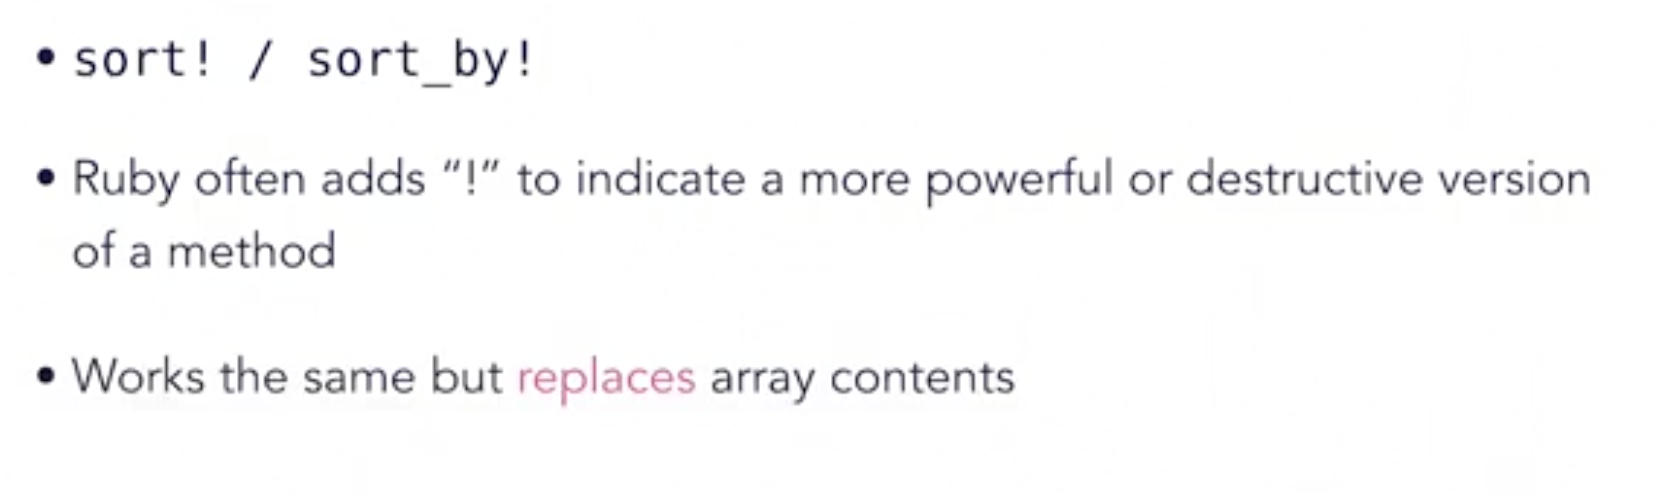 • sort! / sort_by!
• Ruby often adds “!” to indicate a more powerful or destructive version
of a method
• Works the same but replaces array contents